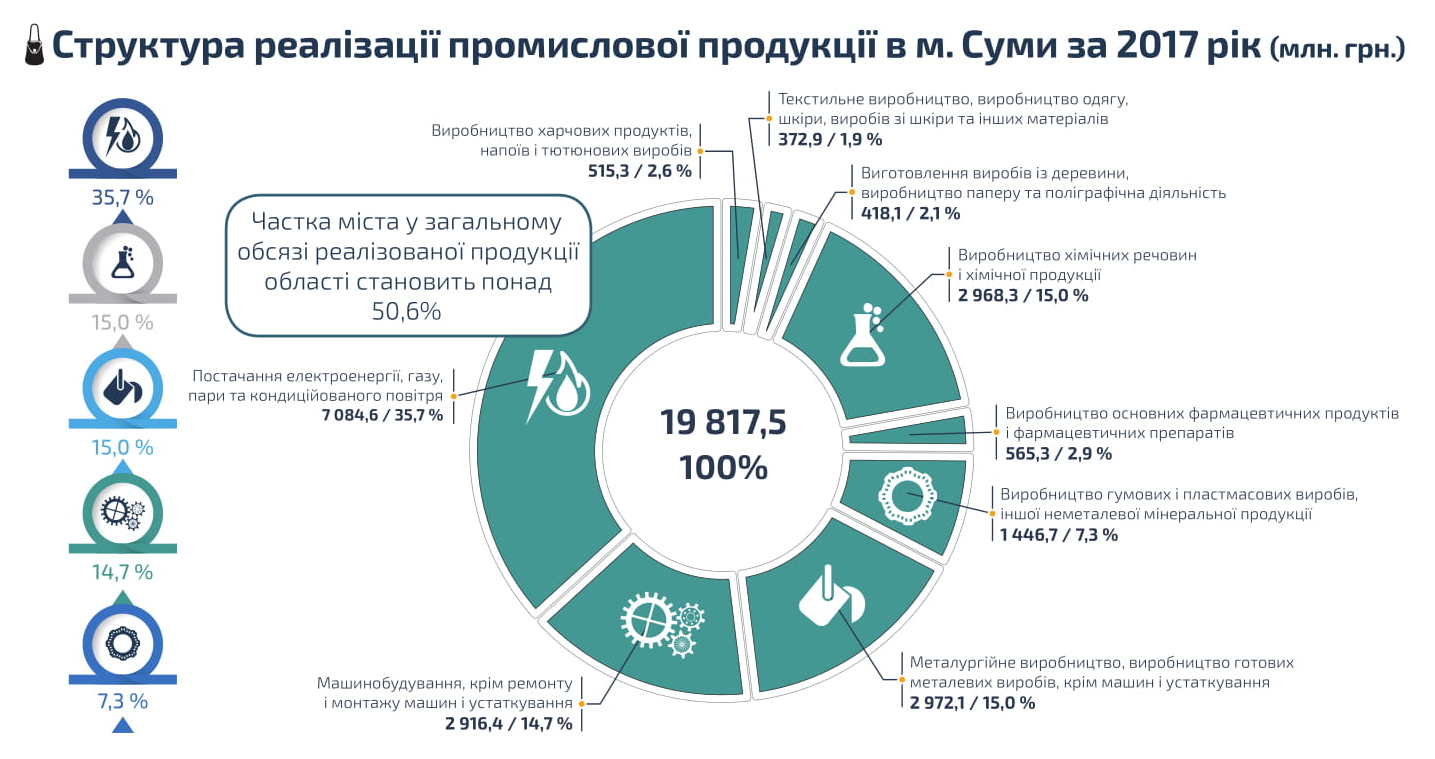 Структура реалізації промислової продукції в м. Суми за 2017 рік (млн. грн.)
35,7 %
15,0 %
15,0 %
14,7 %
7,3 %
Частка міста у загальному
обсязі реалізованої продукції
області становить понад
50,6%
Виробництво харчових продуктів,
напоїв і тютюнових виробів
515,3 / 2,6 %
Текстильне виробництво, виробництво одягу,
шкіри, виробів зі шкіри та інших матеріалів
372,9 / 1,9 %
Виготовлення виробів із деревини,
виробництво паперу та поліграфічна діяльність
418,1 / 2,1 %
Виробництво хімічних речовин
і хімічної продукції
2 968,3 / 15,0 %
Виробництво основних фармацевтичних продуктів
і фармацевтичних препаратів
565,3 / 2,9 %
Виробництво гумових і пластмасових виробів,
іншої неметалевої мінеральної продукції
1 446,7 / 7,3 %
Металургійне виробництво, виробництво готових
металевих виробів, крім машин і устаткування
2 972,1 / 15,0 %
Машинобудування, крім ремонту
і монтажу машин і устаткування
2 916,4 / 14,7 %
Постачання електроенергії, газу,
пари та кондиційованого повітря
7 084,6 / 35,7 %
19 817,5
100%